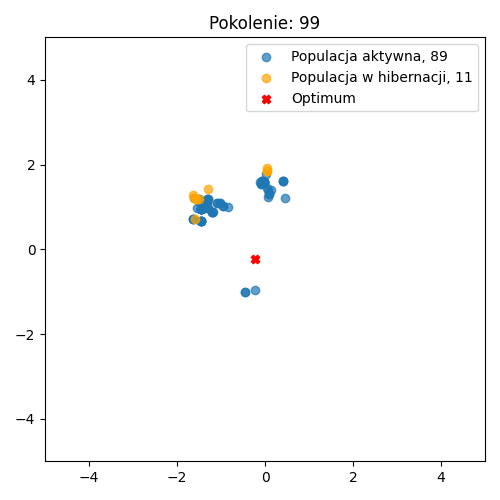 Pokolenie: 99
Populacja aktywna, 89
Populacja w hibernacji, 11
Optimum
4
2
0
−2
−4
−4 −2 0 2 4